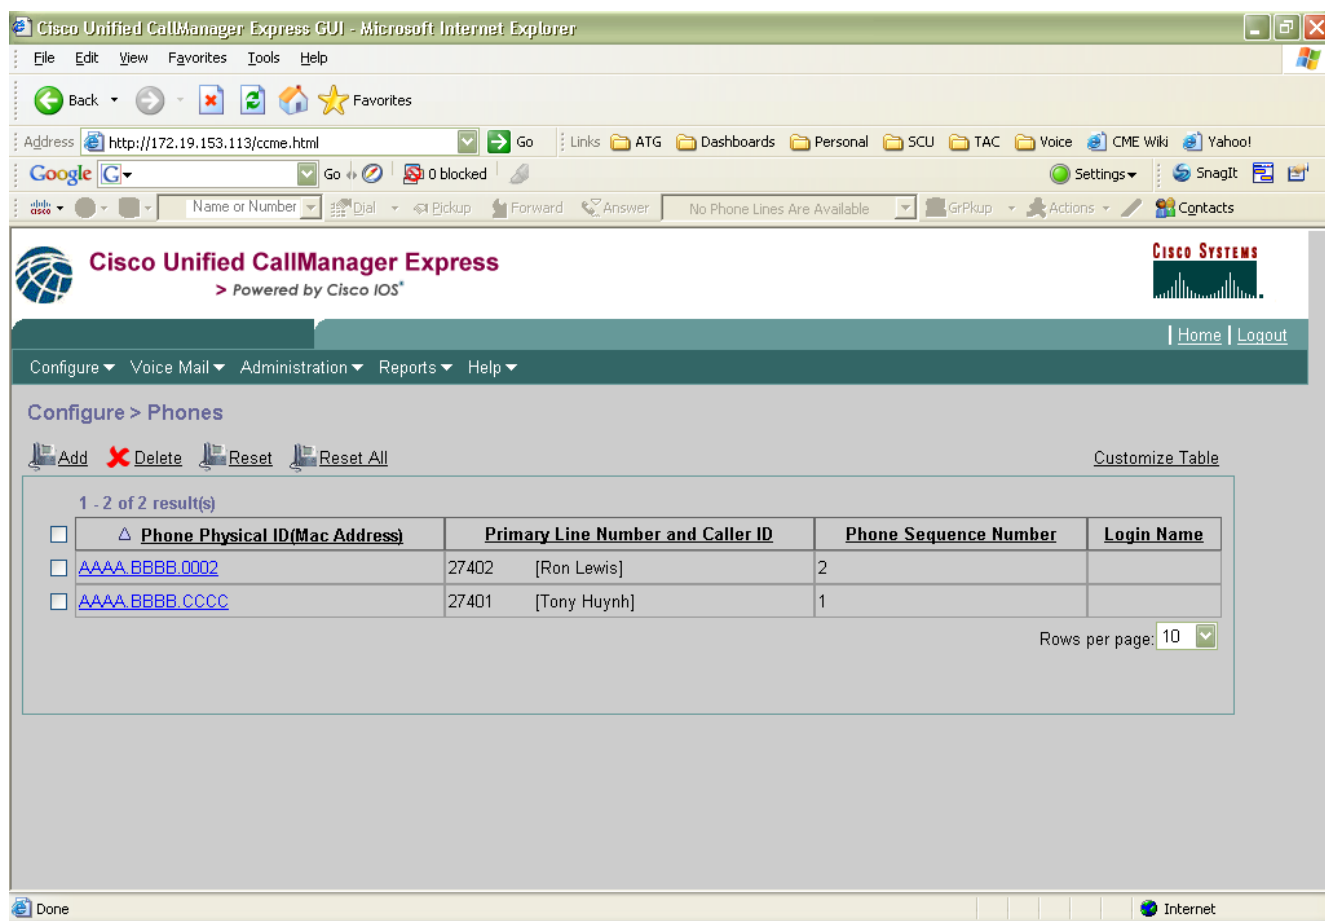 Cisco Unified CallManager Express GUI - Microsoft Internet Explorer
File Edit View Favorites Tools Help
Back Favorites
Address http://172.19.153.113/ccme.html Go Links ATG Dashboards Personal SCU TAC Voice CME Wiki Yahoo!
Google G Go 0 blocked Settings SnagIt
cisco Name or Number Dial Pickup Forward Answer No Phone Lines Are Available GrPkup Actions Contacts
Cisco Unified CallManager Express
> Powered by Cisco IOS®
CISCO SYSTEMS
Home Logout
Configure Voice Mail Administration Reports Help
Configure > Phones
Add Delete Reset Reset All Customize Table
1 - 2 of 2 result(s)
Phone Physical ID(Mac Address) Primary Line Number and Caller ID Phone Sequence Number Login Name
AAAA.BBBB.0002 27402 [Ron Lewis] 2
AAAA.BBBB.CCCC 27401 [Tony Huynh] 1
Rows per page: 10
Done Internet